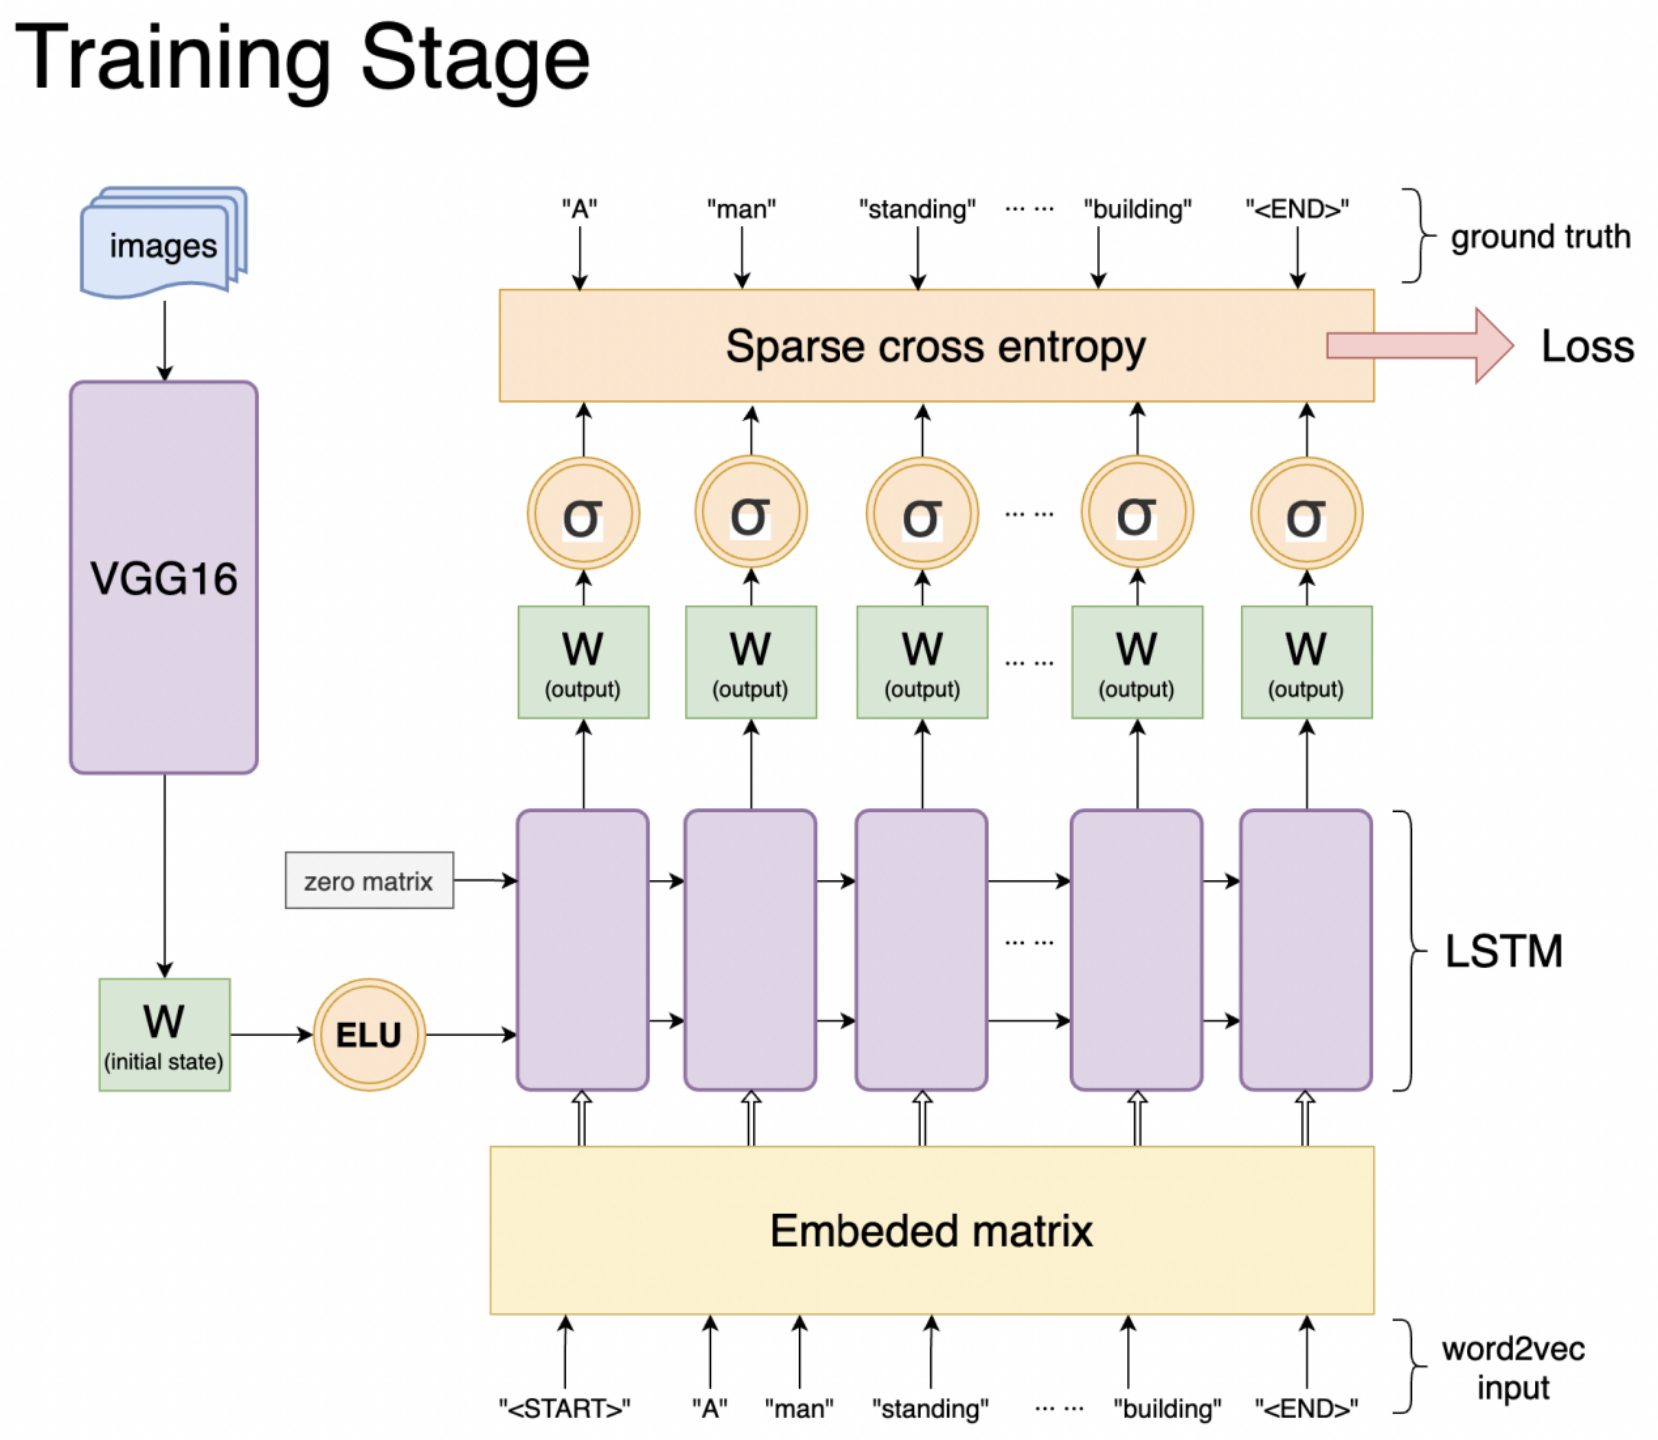 Training Stage
images
VGG16
W
(initial state)
ELU
zero matrix
"A" "man" "standing" ... ... "building" "<END>"
ground truth
Sparse cross entropy
Loss
σ σ σ ... ... σ σ
W W W ... ... W W
(output) (output) (output) (output) (output)
... ...
LSTM
Embeded matrix
"<START>" "A" "man" "standing" ... ... "building" "<END>"
word2vec
input